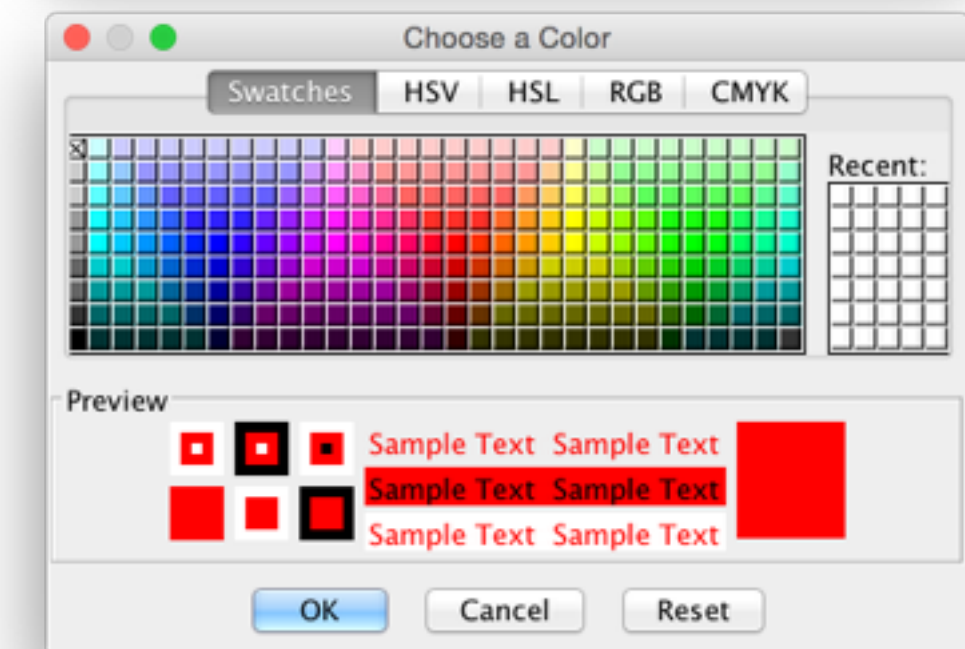 Choose a Color
Swatches HSV HSL RGB CMYK
Recent:
Preview
Sample Text Sample Text
Sample Text Sample Text
Sample Text Sample Text
OK Cancel Reset